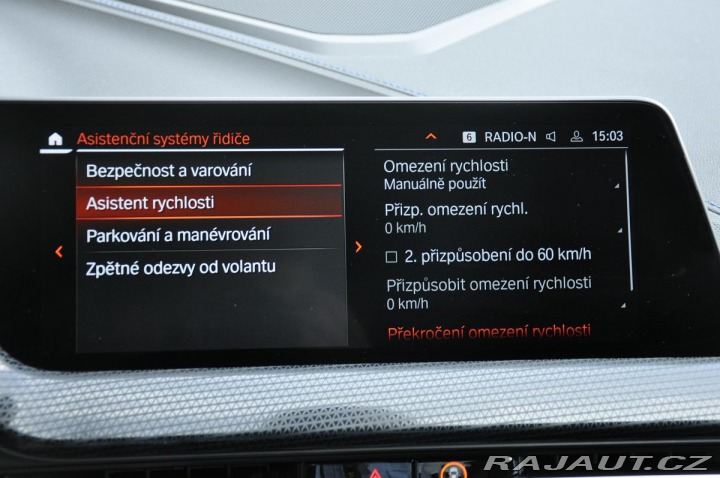 Asistenční systémy řidiče
6 RADIO-N 15:03
Bezpečnost a varování
Asistent rychlosti
Parkování a manévrování
Zpětné odezvy od volantu
Omezení rychlosti
Manuálně použít
Přizp. omezení rychl.
0 km/h
2. přizpůsobení do 60 km/h
Přizpůsobit omezení rychlosti
0 km/h
Překročení omezení rychlosti
RAJAUT.CZ